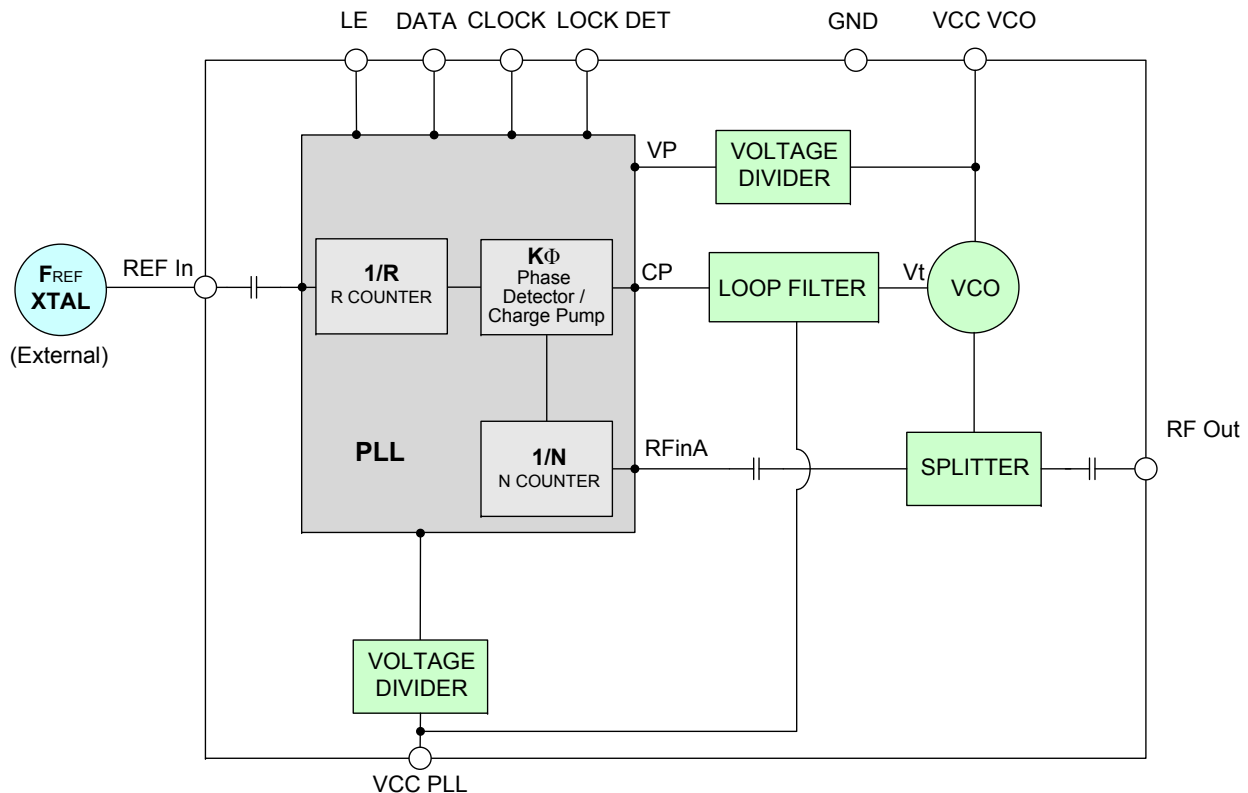 LE DATA CLOCK LOCK DET GND VCC VCO
VP
VOLTAGE
DIVIDER
REF In
FREF
XTAL
(External)
1/R
R COUNTER
KΦ
Phase
Detector /
Charge Pump
CP
LOOP FILTER
Vt
VCO
PLL
1/N
N COUNTER
RFinA
SPLITTER
RF Out
VOLTAGE
DIVIDER
VCC PLL